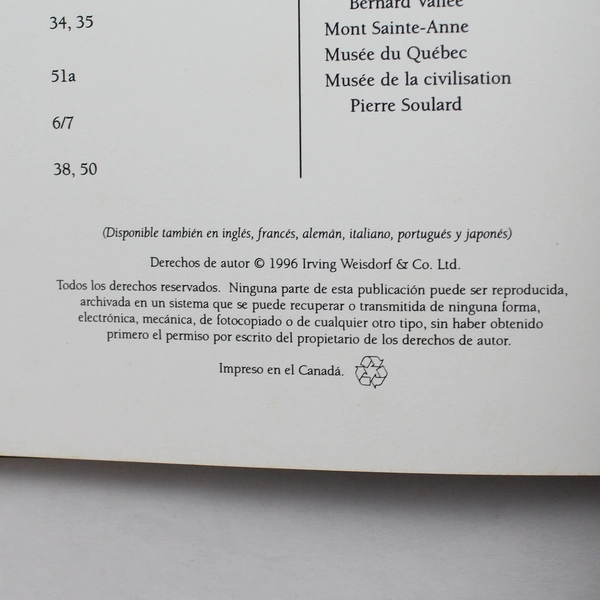 34, 35
51a
6/7
38, 50
Bernard Vallée
Mont Sainte-Anne
Musée du Québec
Musée de la civilisation
Pierre Soulard
(Disponible también en inglés, francés, alemán, italiano, portugués y japonés)
Derechos de autor © 1996 Irving Weisdorf & Co. Ltd.
Todos los derechos reservados. Ninguna parte de esta publicación puede ser reproducida,
archivada en un sistema que se puede recuperar o transmitida de ninguna forma,
electrónica, mecánica, de fotocopiado o de cualquier otro tipo, sin haber obtenido
primero el permiso por escrito del propietario de los derechos de autor.
Impreso en el Canadá.